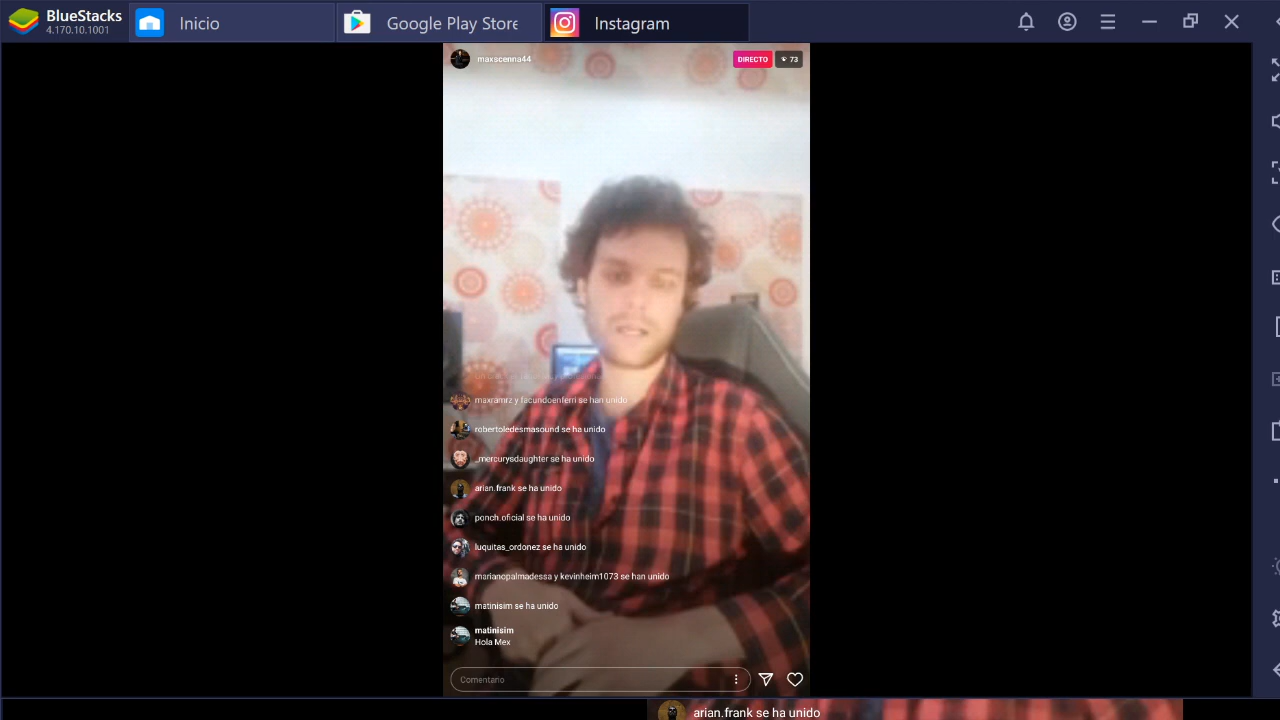 BlueStacks
4.170.10.1001
Inicio
Google Play Store
Instagram
maxscenna44
DIRECTO
73
maxramrz y facundoenferri se han unido
robertoledesmasound se ha unido
_mercurysdaughter se ha unido
arian.frank se ha unido
ponch.oficial se ha unido
luquitas_ordonez se ha unido
marianopalmadessa y kevinheim1073 se han unido
matinisim se ha unido
matinisim
Hola Mex
Comentario
arian.frank se ha unido